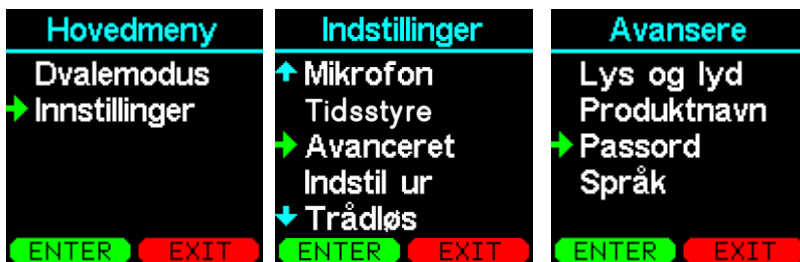 Hovedmeny
Dvalemodus
Innstillinger
ENTER EXIT
Indstillinger
Mikrofon
Tidsstyre
Avanceret
Indstil ur
Trådløs
ENTER EXIT
Avansere
Lys og lyd
Produktnavn
Passord
Språk
ENTER EXIT